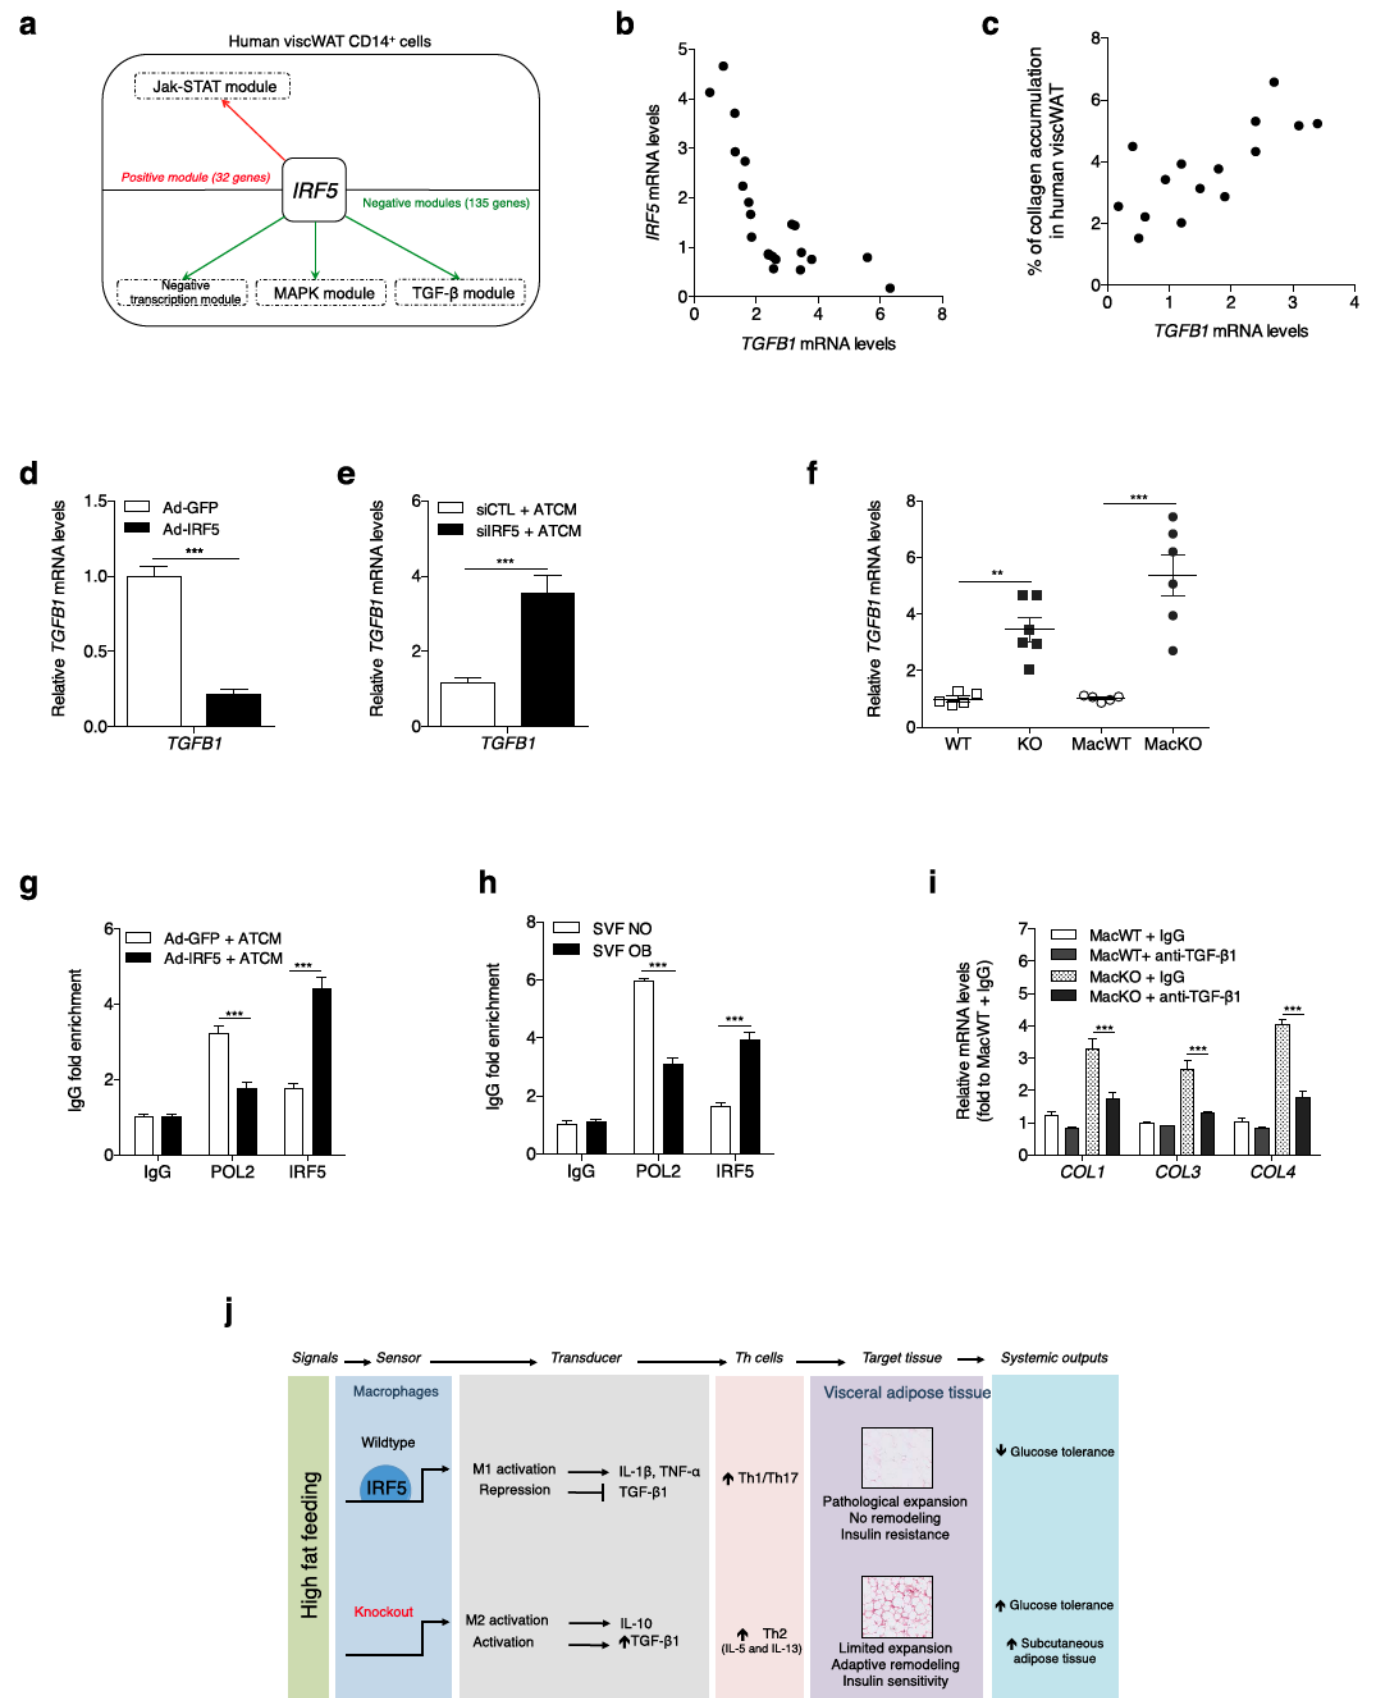 a
Human viscWAT CD14+ cells
Jak-STAT module
Positive module (32 genes)
IRF5
Negative modules (135 genes)
Negative
transcription module
MAPK module
TGF-β module
b
IRF5 mRNA levels
5
4
3
2
1
0
0 2 4 6 8
TGFB1 mRNA levels
c
% of collagen accumulation
in human viscWAT
8
6
4
2
0
0 1 2 3 4
TGFB1 mRNA levels
d
Relative TGFB1 mRNA levels
1.5
1.0
0.5
0.0
Ad-GFP
Ad-IRF5
***
TGFB1
e
Relative TGFB1 mRNA levels
6
4
2
0
siCTL + ATCM
siIRF5 + ATCM
***
TGFB1
f
Relative TGFB1 mRNA levels
8
6
4
2
0
**
***
WT KO MacWT MacKO
g
IgG fold enrichment
6
4
2
0
Ad-GFP + ATCM
Ad-IRF5 + ATCM
***
***
IgG POL2 IRF5
h
IgG fold enrichment
8
6
4
2
0
SVF NO
SVF OB
***
***
IgG POL2 IRF5
i
Relative mRNA levels
(fold to MacWT + IgG)
7
6
5
4
3
2
1
0
MacWT + IgG
MacWT+ anti-TGF-β1
MacKO + IgG
MacKO + anti-TGF-β1
***
***
***
COL1 COL3 COL4
j
Signals Sensor Transducer Th cells Target tissue Systemic outputs
High fat feeding
Macrophages
Wildtype
IRF5
M1 activation
IL-1β, TNF-α
Repression
TGF-β1
Th1/Th17
Visceral adipose tissue
Pathological expansion
No remodeling
Insulin resistance
Glucose tolerance
Knockout
M2 activation
IL-10
Activation
TGF-β1
Th2
(IL-5 and IL-13)
Limited expansion
Adaptive remodeling
Insulin sensitivity
Glucose tolerance
Subcutaneous
adipose tissue